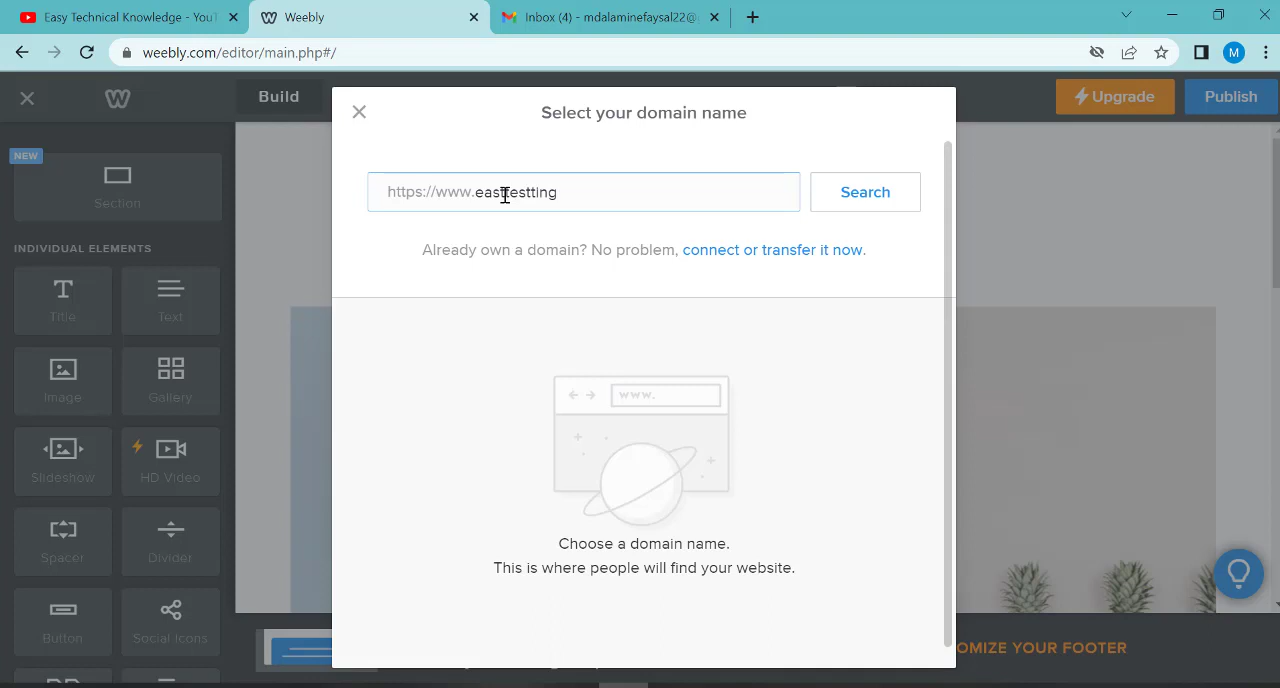 Easy Technical Knowledge - YouT
Weebly
Inbox (4) - mdalaminefaysal22@
weebly.com/editor/main.php#/
M
Build
Upgrade
Publish
Select your domain name
NEW
Section
https://www.easttestting
Search
Already own a domain? No problem, connect or transfer it now.
INDIVIDUAL ELEMENTS
Title
Text
Image
Gallery
www.
Slideshow
HD Video
Choose a domain name.
This is where people will find your website.
Spacer
Divider
Button
Social Icons
OMIZE YOUR FOOTER